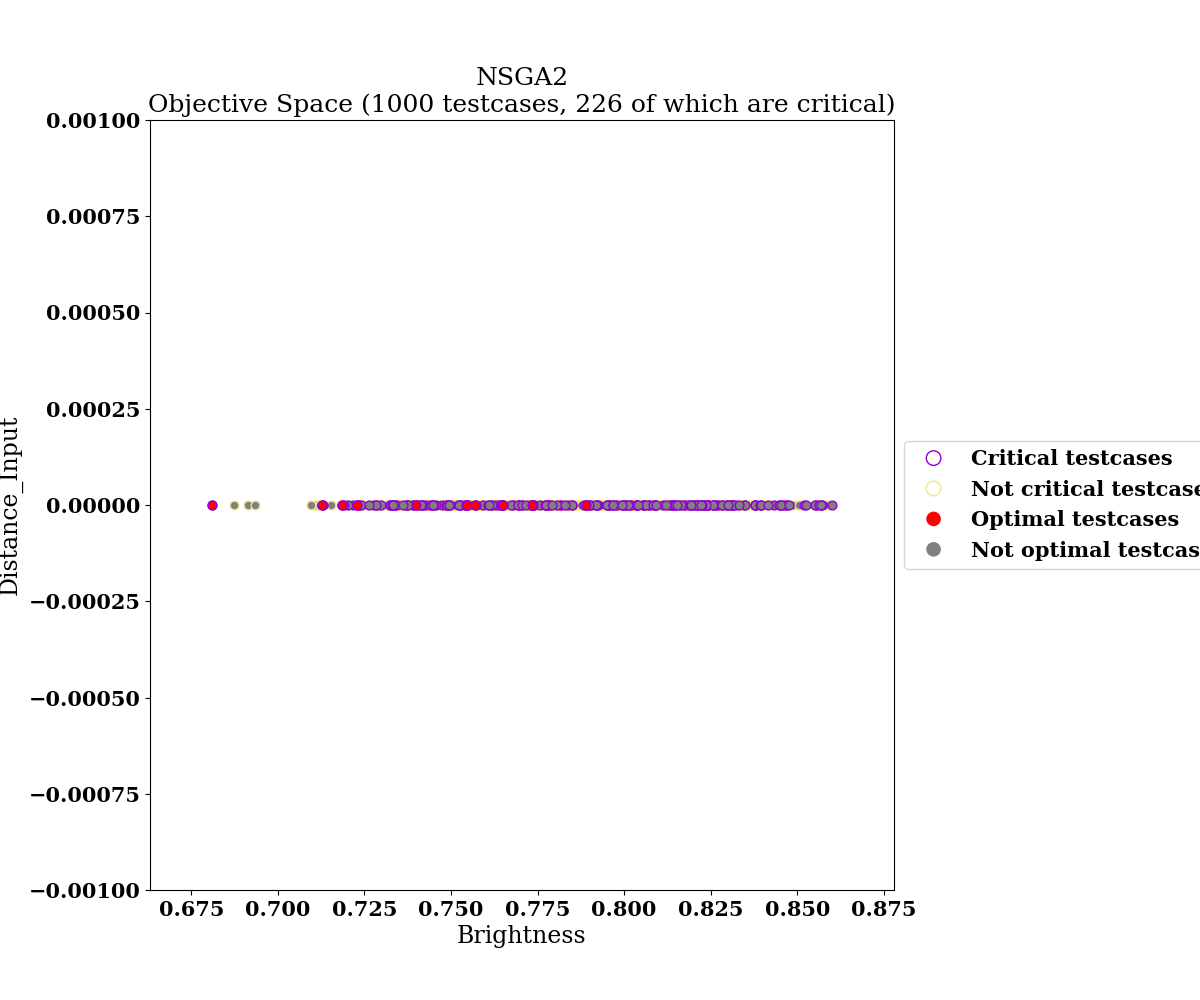 NSGA2
Objective Space (1000 testcases, 226 of which are critical)
0.00100
0.00075
0.00050
0.00025
0.00000
−0.00025
−0.00050
−0.00075
−0.00100
Distance_Input
0.675 0.700 0.725 0.750 0.775 0.800 0.825 0.850 0.875
Brightness
Critical testcases
Not critical testcase
Optimal testcases
Not optimal testcas